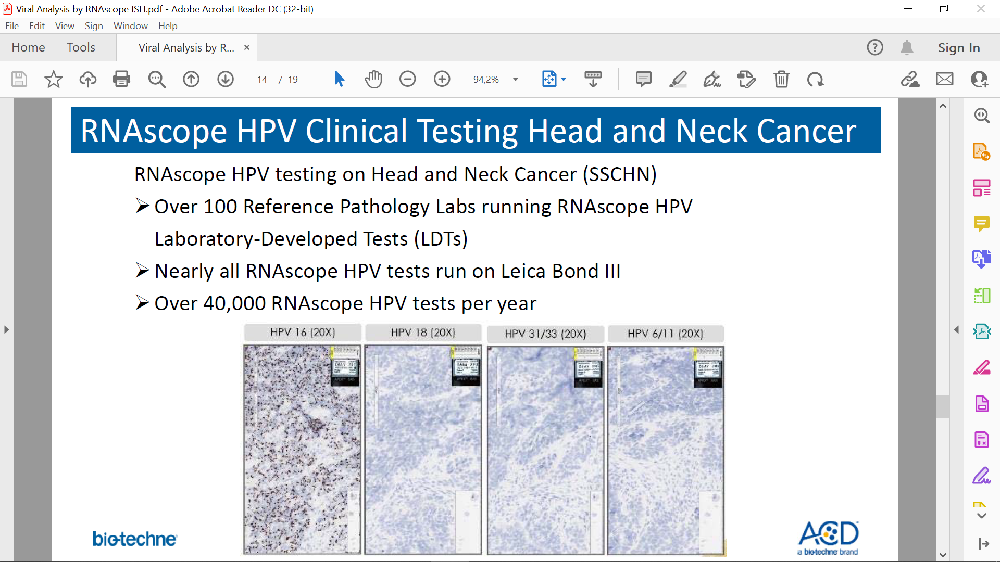 Viral Analysis by RNAscope ISH.pdf - Adobe Acrobat Reader DC (32-bit)
File Edit View Sign Window Help
Home Tools Viral Analysis by R... × Sign In
14 / 19 94,2%
RNAscope HPV Clinical Testing Head and Neck Cancer
RNAscope HPV testing on Head and Neck Cancer (SSCHN)
➢ Over 100 Reference Pathology Labs running RNAscope HPV
Laboratory-Developed Tests (LDTs)
➢ Nearly all RNAscope HPV tests run on Leica Bond III
➢ Over 40,000 RNAscope HPV tests per year
HPV 16 (20X) HPV 18 (20X) HPV 31/33 (20X) HPV 6/11 (20X)
bio-techne
ACD
a bio-techne brand